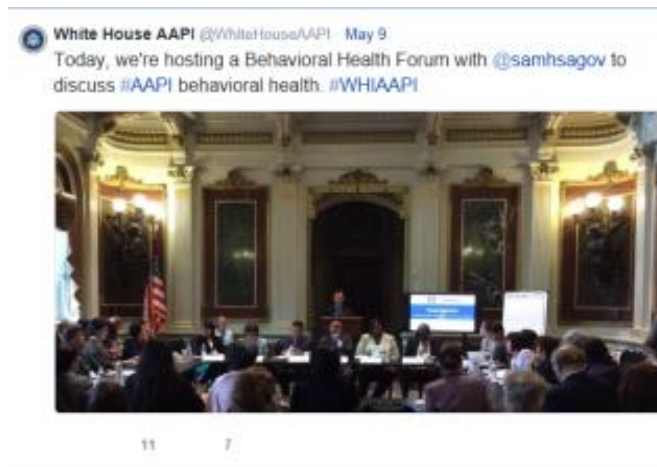 White House AAPI @WhiteHouseAAPI · May 9
Today, we're hosting a Behavioral Health Forum with @samhsagov to
discuss #AAPI behavioral health. #WHIAAPI
11 7